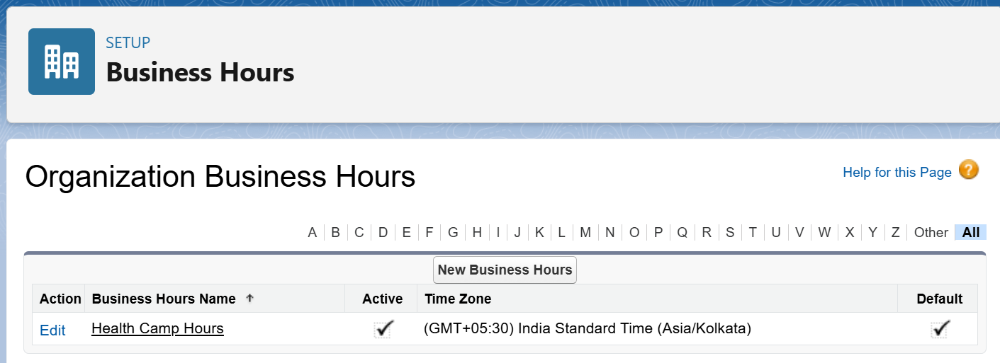 SETUP
Business Hours
Organization Business Hours
Help for this Page ?
A B C D E F G H I J K L M N O P Q R S T U V W X Y Z Other All
New Business Hours
Action Business Hours Name ↑ Active Time Zone Default
Edit Health Camp Hours (GMT+05:30) India Standard Time (Asia/Kolkata)